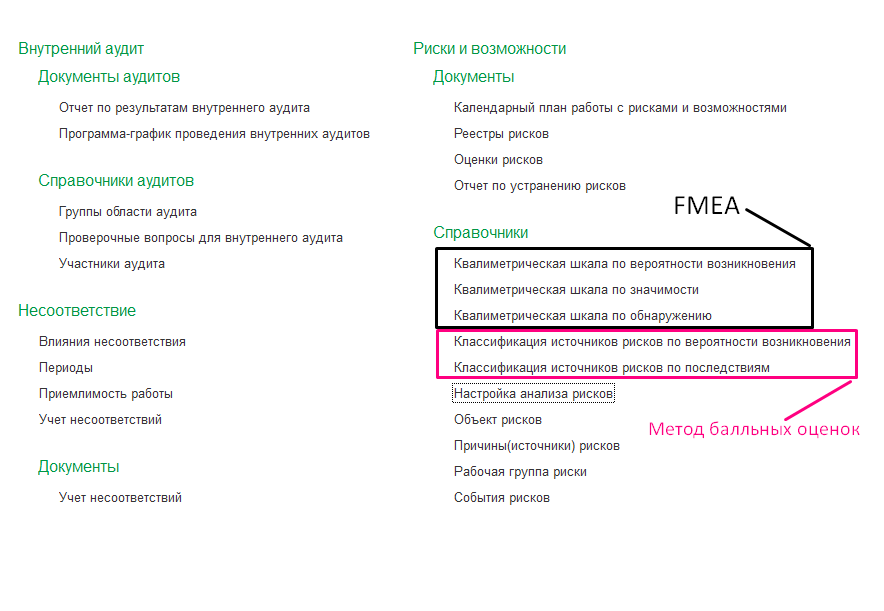 Внутренний аудит
Документы аудитов
Отчет по результатам внутреннего аудита
Программа-график проведения внутренних аудитов
Справочники аудитов
Группы области аудита
Проверочные вопросы для внутреннего аудита
Участники аудита
Несоответствие
Влияния несоответствия
Периоды
Приемлимость работы
Учет несоответствий
Документы
Учет несоответствий
Риски и возможности
Документы
Календарный план работы с рисками и возможностями
Реестры рисков
Оценки рисков
Отчет по устранению рисков
FMEA
Справочники
Квалиметрическая шкала по вероятности возникновения
Квалиметрическая шкала по значимости
Квалиметрическая шкала по обнаружению
Классификация источников рисков по вероятности возникновения
Классификация источников рисков по последствиям
Настройка анализа рисков
Объект рисков
Метод балльных оценок
Причины(источники) рисков
Рабочая группа риски
События рисков